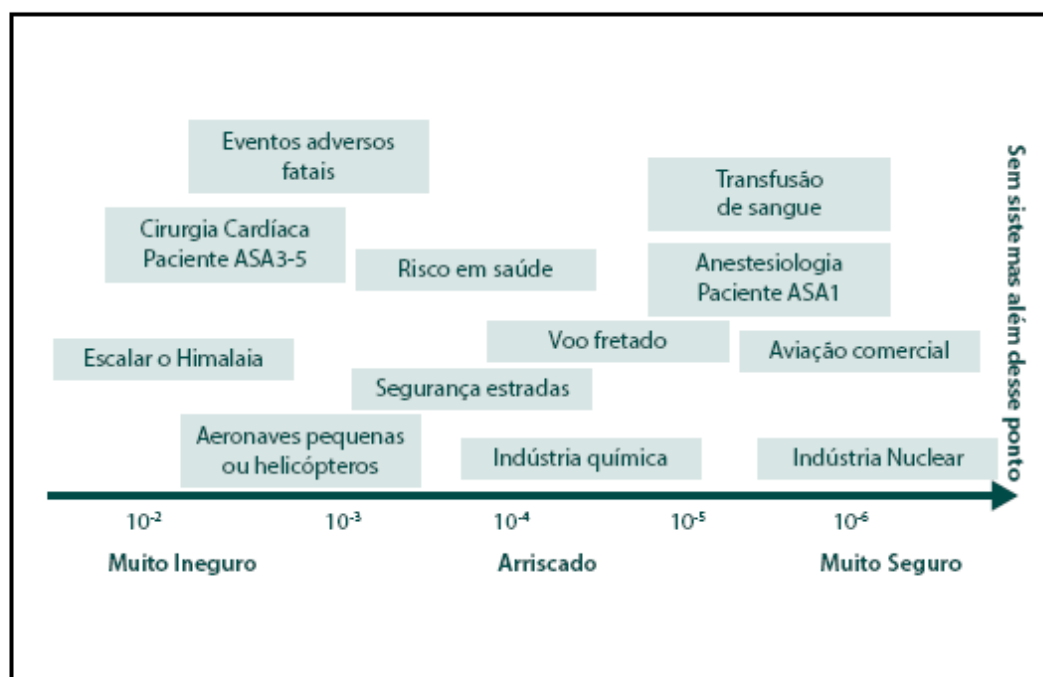 Eventos adversos
fatais
Transfusão
de sangue
Cirurgia Cardíaca
Paciente ASA3-5
Risco em saúde
Anestesiologia
Paciente ASA1
Voo fretado
Aviação comercial
Escalar o Himalaia
Segurança estradas
Aeronaves pequenas
ou helicópteros
Indústria química
Indústria Nuclear
Sem sistemas além desse ponto
10⁻² 10⁻³ 10⁻⁴ 10⁻⁵ 10⁻⁶
Muito Ineguro Arriscado Muito Seguro